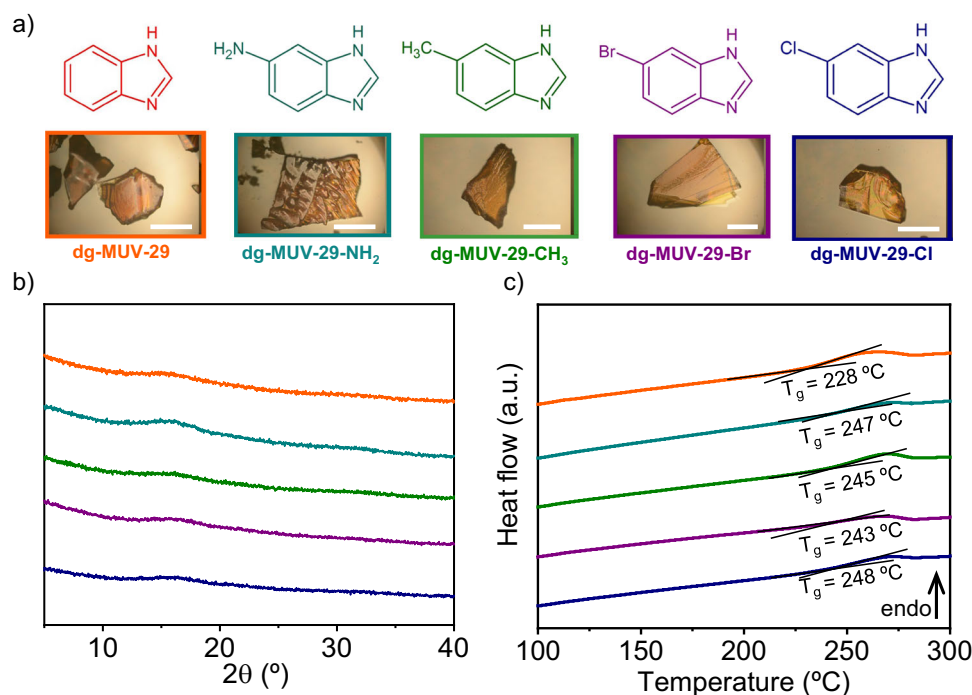 a)
H
N
N
H₂N
H
N
N
H₃C
H
N
N
Br
H
N
N
Cl
H
N
N
dg-MUV-29
dg-MUV-29-NH₂
dg-MUV-29-CH₃
dg-MUV-29-Br
dg-MUV-29-Cl
b)
10
20
30
40
2θ (º)
c)
Heat flow (a.u.)
T_g = 228 ºC
T_g = 247 ºC
T_g = 245 ºC
T_g = 243 ºC
T_g = 248 ºC
endo
100
150
200
250
300
Temperature (ºC)